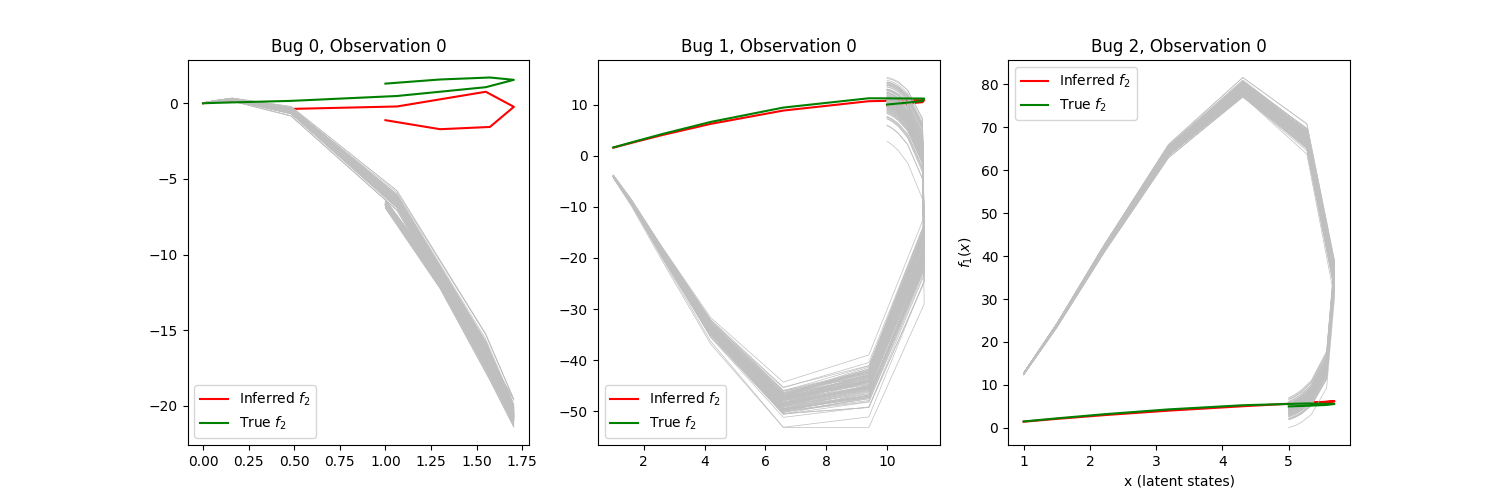 Bug 0, Observation 0
0
−5
−10
−15
−20
0.00 0.25 0.50 0.75 1.00 1.25 1.50 1.75
Inferred f₂
True f₂
Bug 1, Observation 0
10
0
−10
−20
−30
−40
−50
2 4 6 8 10
Inferred f₂
True f₂
Bug 2, Observation 0
Inferred f₂
True f₂
f₁(x)
80
70
60
50
40
30
20
10
0
1 2 3 4 5
x (latent states)